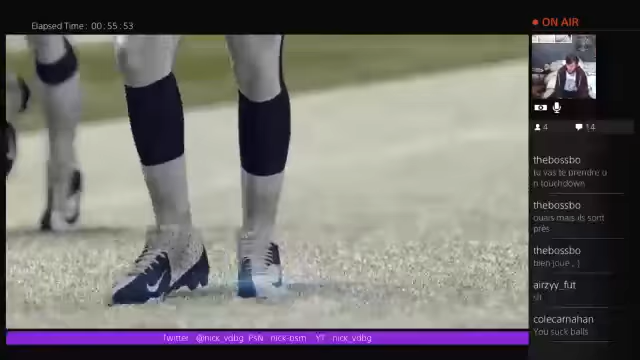 Elapsed Time : 00 : 55 : 53
ON AIR
4
14
thebossbo
tu vas te prendre u
n touchdown
thebossbo
ouais mais ils sont
près
thebossbo
bien joué ; )
airzyy_fut
sh
colecarnahan
You suck balls
Twitter @nick_vdbg PSN nick-bsm YT nick_vdbg